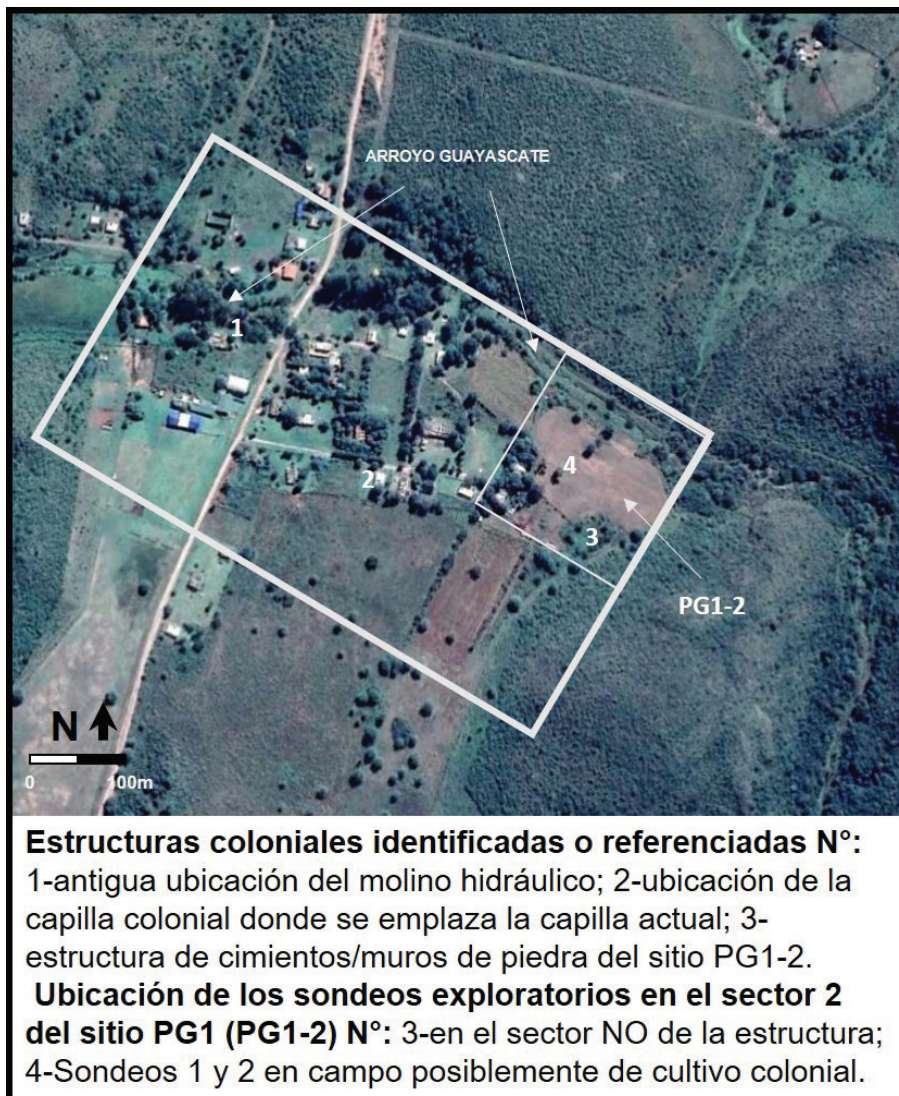 ARROYO GUAYASCATE
1
2
4
3
PG1-2
N
0 100m
Estructuras coloniales identificadas o referenciadas N°:
1-antigua ubicación del molino hidráulico; 2-ubicación de la
capilla colonial donde se emplaza la capilla actual; 3-
estructura de cimientos/muros de piedra del sitio PG1-2.
Ubicación de los sondeos exploratorios en el sector 2
del sitio PG1 (PG1-2) N°: 3-en el sector NO de la estructura;
4-Sondeos 1 y 2 en campo posiblemente de cultivo colonial.